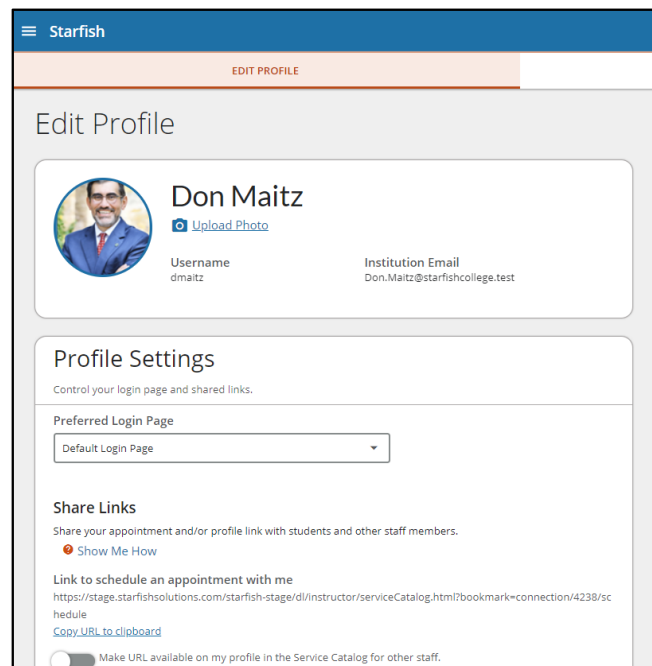 Starfish
EDIT PROFILE
Edit Profile
Don Maitz
Upload Photo
Username
dmaitz
Institution Email
Don.Maitz@starfishcollege.test
Profile Settings
Control your login page and shared links.
Preferred Login Page
Default Login Page
Share Links
Share your appointment and/or profile link with students and other staff members.
Show Me How
Link to schedule an appointment with me
https://stage.starfishsolutions.com/starfish-stage/dl/instructor/serviceCatalog.html?bookmark=connection/4238/sc
hedule
Copy URL to clipboard
Make URL available on my profile in the Service Catalog for other staff.